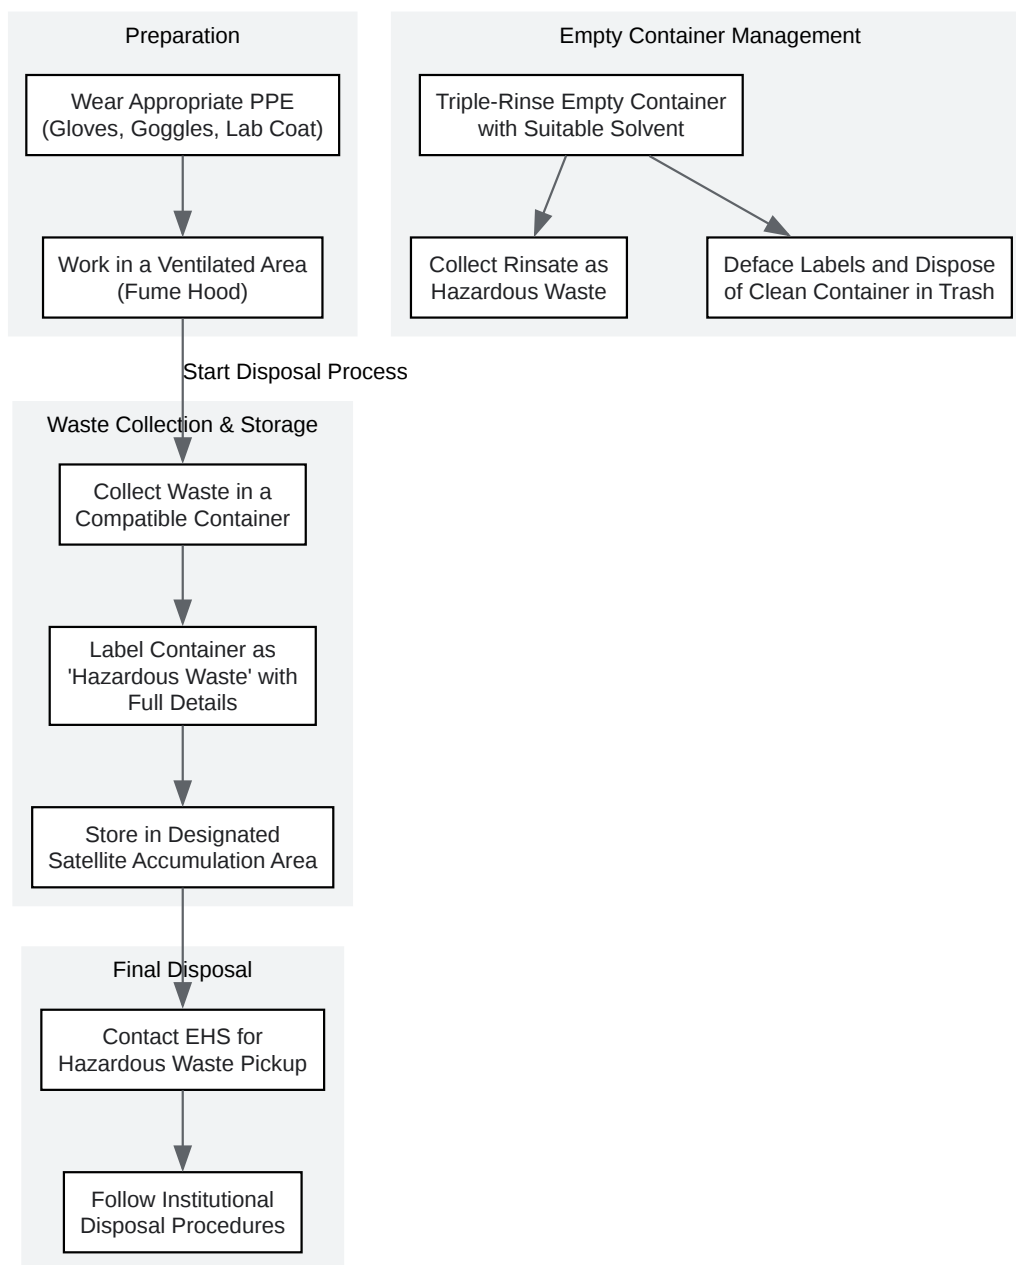 Preparation
Wear Appropriate PPE
(Gloves, Goggles, Lab Coat)
Work in a Ventilated Area
(Fume Hood)
Start Disposal Process
Waste Collection & Storage
Collect Waste in a
Compatible Container
Label Container as
'Hazardous Waste' with
Full Details
Store in Designated
Satellite Accumulation Area
Final Disposal
Contact EHS for
Hazardous Waste Pickup
Follow Institutional
Disposal Procedures
Empty Container Management
Triple-Rinse Empty Container
with Suitable Solvent
Collect Rinsate as
Hazardous Waste
Deface Labels and Dispose
of Clean Container in Trash